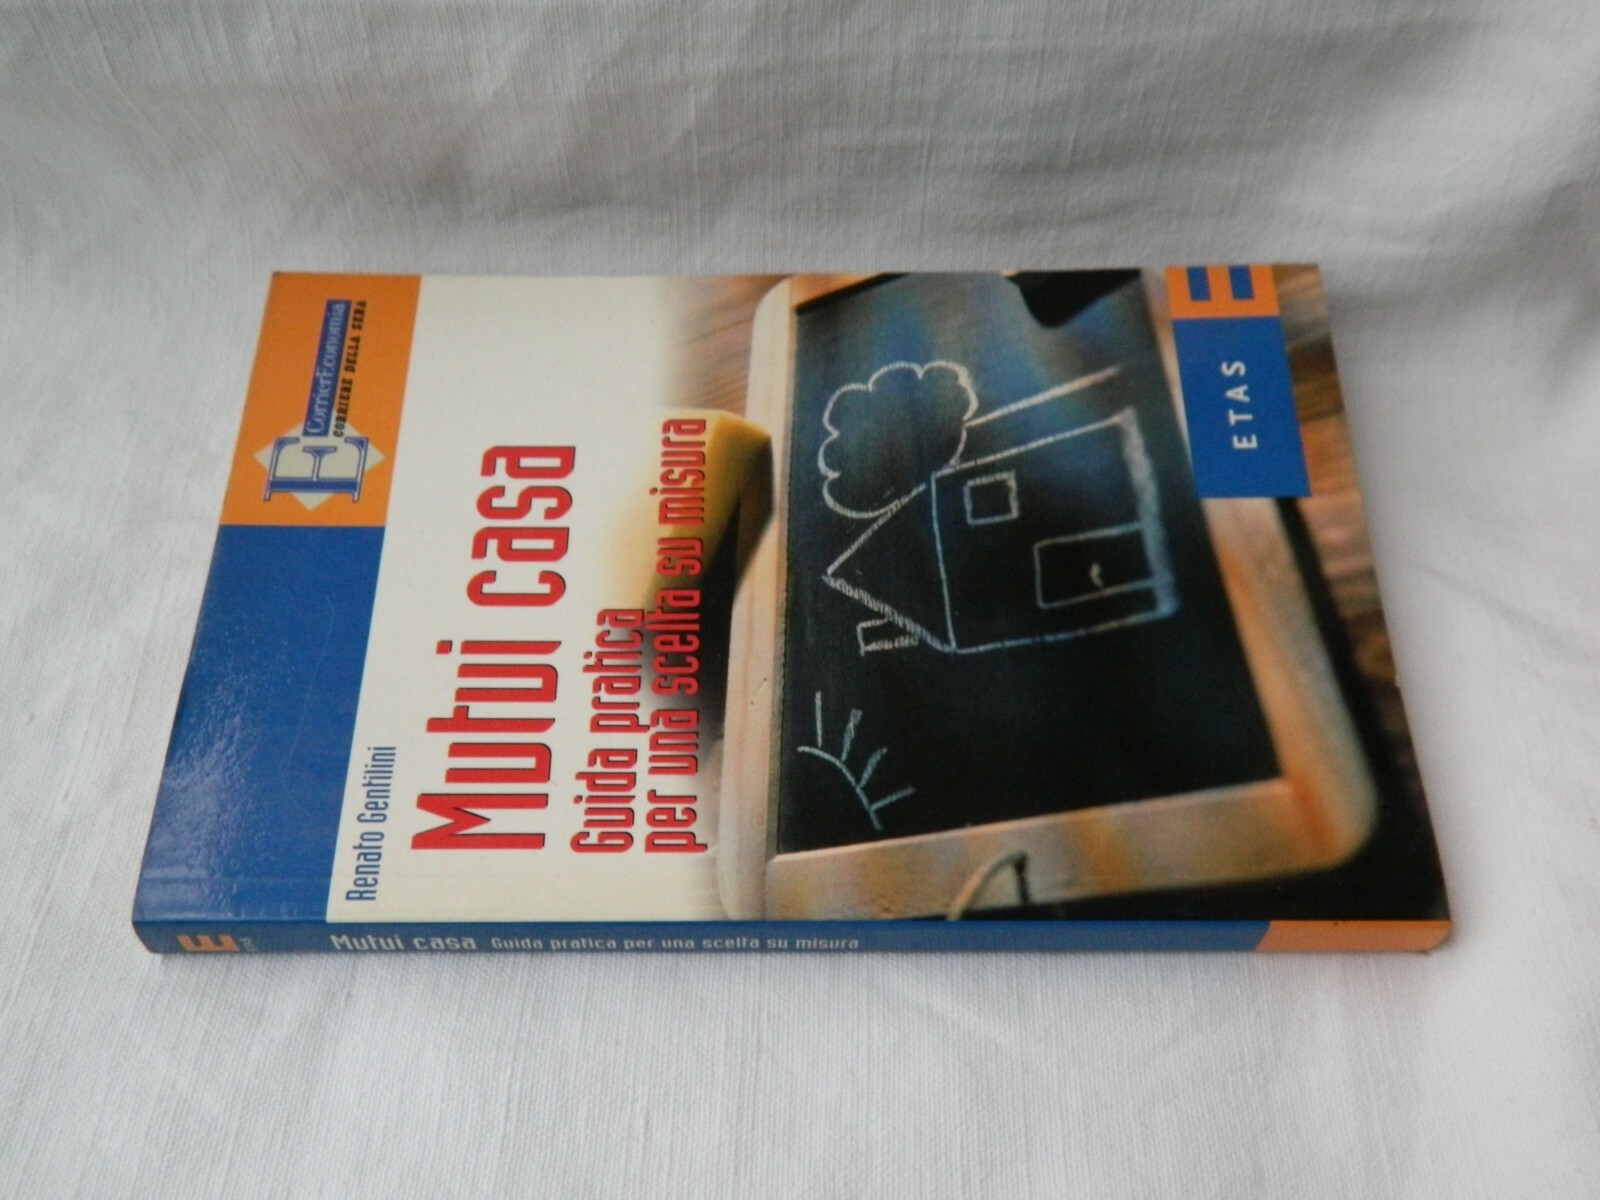 E
CorrierEconomia
CORRIERE DELLA SERA
Renato Gentilini
Mutui casa
Guida pratica
per una scelta su misura
E
ETAS
E
Mutui casa Guida pratica per una scelta su misura